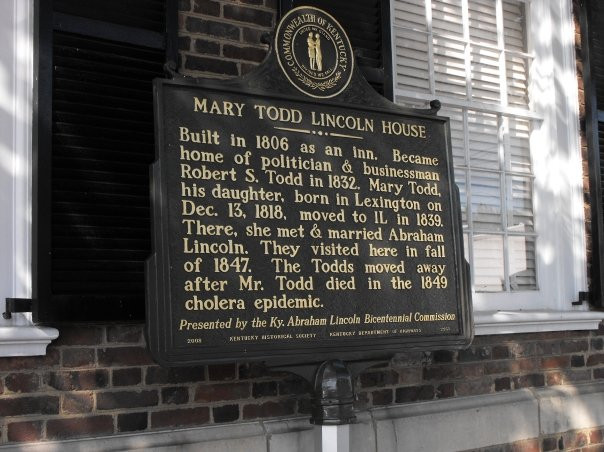 COMMONWEALTH OF KENTUCKY
MARY TODD LINCOLN HOUSE
Built in 1806 as an inn. Became
home of politician & businessman
Robert S. Todd in 1832. Mary Todd,
his daughter, born in Lexington on
Dec. 13, 1818, moved to IL in 1839.
There, she met & married Abraham
Lincoln. They visited here in fall
of 1847. The Todds moved away
after Mr. Todd died in the 1849
cholera epidemic.
Presented by the Ky. Abraham Lincoln Bicentennial Commission
2008 KENTUCKY HISTORICAL SOCIETY KENTUCKY DEPARTMENT OF HIGHWAYS